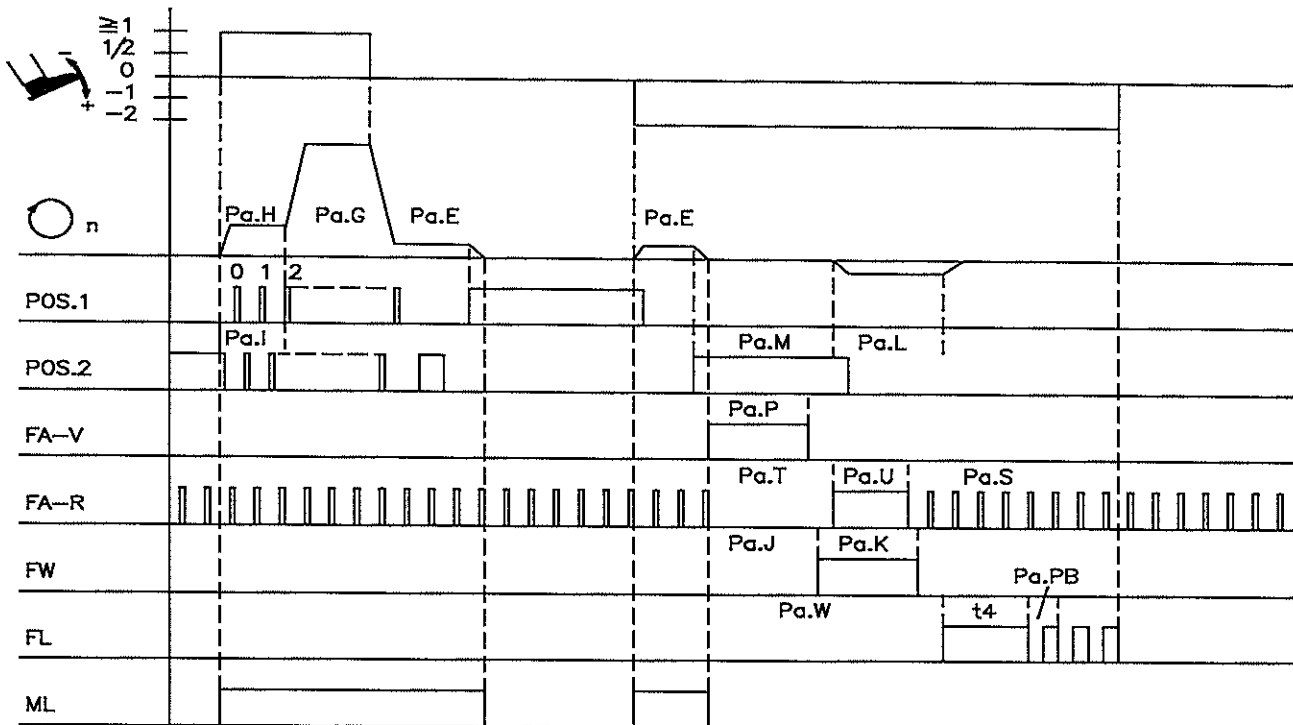 ≧1
1/2
0
-1
-2
−
+
n
Pa.H Pa.G Pa.E Pa.E
0 1 2
POS.1
Pa.I Pa.M Pa.L
POS.2
Pa.P
FA-V
Pa.T Pa.U Pa.S
FA-R
Pa.J Pa.K
FW
Pa.PB
Pa.W t4
FL
ML